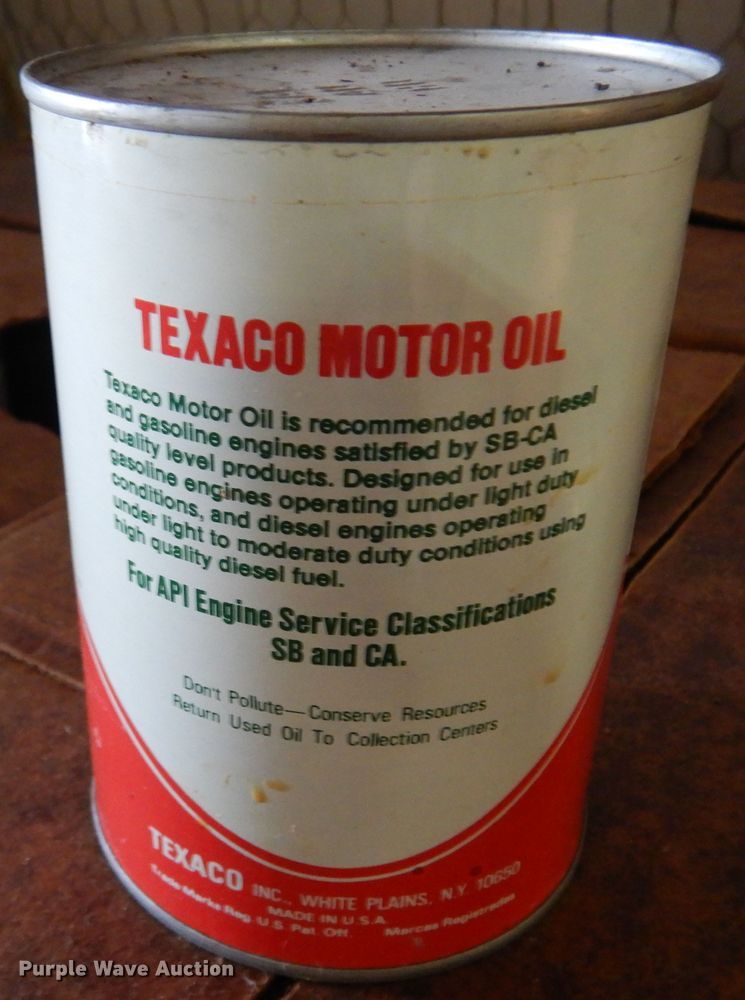 TEXACO MOTOR OIL
Texaco Motor Oil is recommended for diesel
and gasoline engines satisfied by SB-CA
quality level products. Designed for use in
gasoline engines operating under light duty
conditions, and diesel engines operating
under light to moderate duty conditions using
high quality diesel fuel.
For API Engine Service Classifications
SB and CA.
Don't Pollute—Conserve Resources
Return Used Oil To Collection Centers
TEXACO INC., WHITE PLAINS, N.Y. 10650
MADE IN U.S.A.
Trade Marks Reg. U.S. Pat. Off. Marcas Registradas
Purple Wave Auction